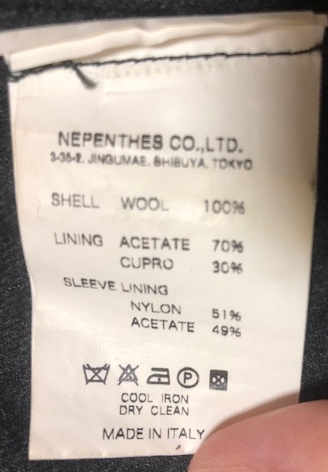 NEPENTHES CO.,LTD.
3-36-2. JINGUMAE. SHIBUYA. TOKYO
SHELL WOOL 100%
LINING ACETATE 70%
CUPRO 30%
SLEEVE LINING
NYLON 51%
ACETATE 49%
P
COOL IRON
DRY CLEAN
MADE IN ITALY